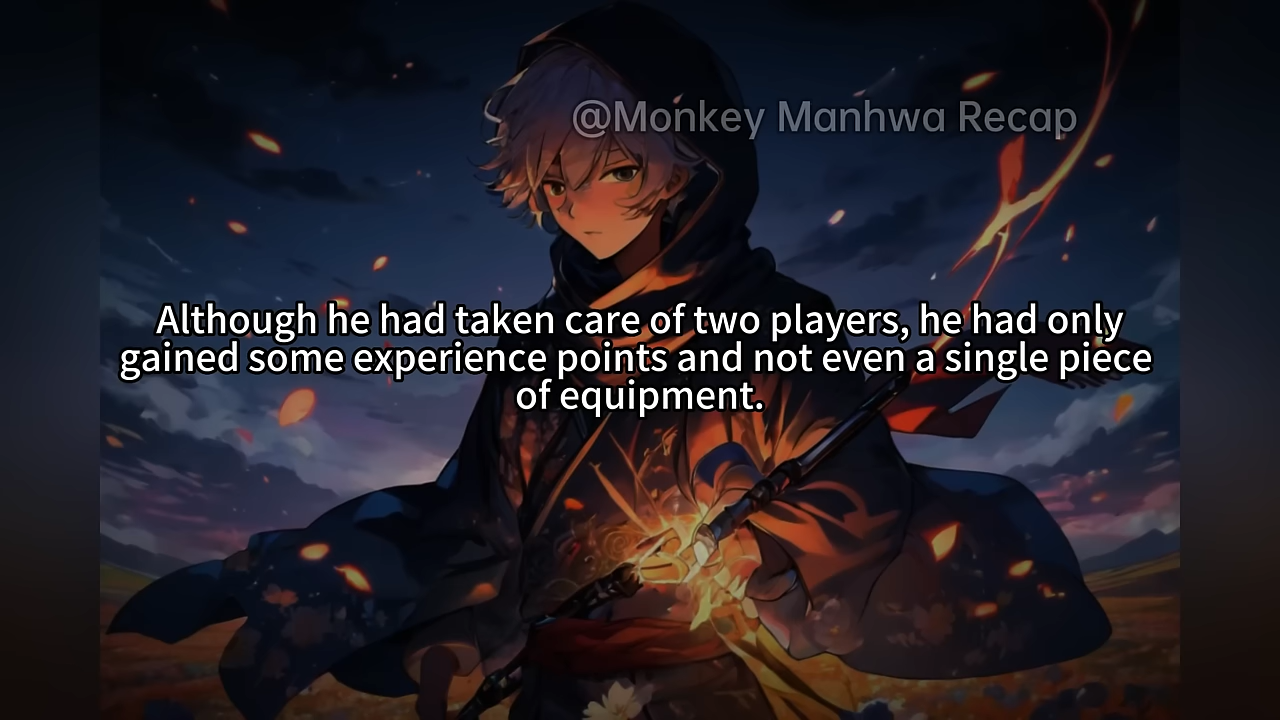 @Monkey Manhwa Recap
Although he had taken care of two players, he had only
gained some experience points and not even a single piece
of equipment.